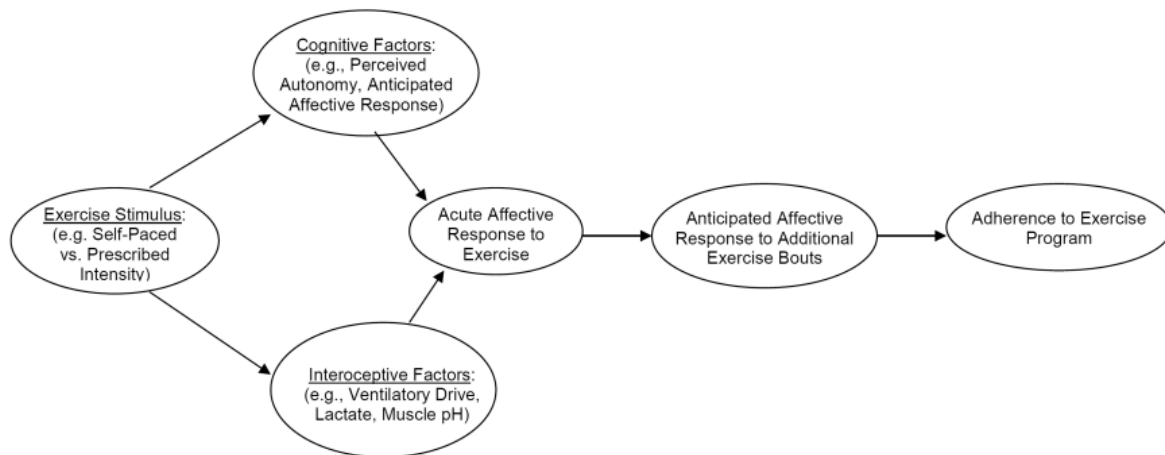 Cognitive Factors:
(e.g., Perceived
Autonomy, Anticipated
Affective Response)
Exercise Stimulus:
(e.g. Self-Paced
vs. Prescribed
Intensity)
Acute Affective
Response to
Exercise
Anticipated Affective
Response to Additional
Exercise Bouts
Adherence to Exercise
Program
Interoceptive Factors:
(e.g., Ventilatory Drive,
Lactate, Muscle pH)